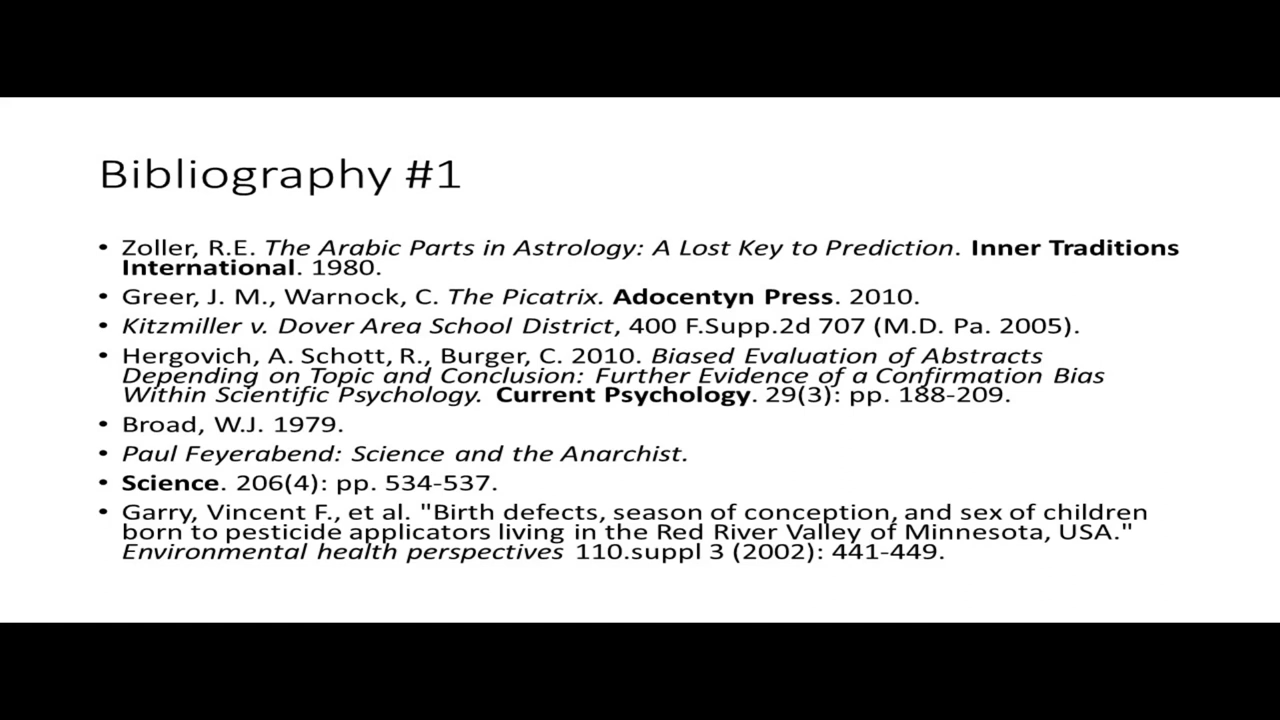 Bibliography #1
• Zoller, R.E. The Arabic Parts in Astrology: A Lost Key to Prediction. Inner Traditions
International. 1980.
• Greer, J. M., Warnock, C. The Picatrix. Adocentyn Press. 2010.
• Kitzmiller v. Dover Area School District, 400 F.Supp.2d 707 (M.D. Pa. 2005).
• Hergovich, A. Schott, R., Burger, C. 2010. Biased Evaluation of Abstracts
Depending on Topic and Conclusion: Further Evidence of a Confirmation Bias
Within Scientific Psychology. Current Psychology. 29(3): pp. 188-209.
• Broad, W.J. 1979.
• Paul Feyerabend: Science and the Anarchist.
• Science. 206(4): pp. 534-537.
• Garry, Vincent F., et al. "Birth defects, season of conception, and sex of children
born to pesticide applicators living in the Red River Valley of Minnesota, USA."
Environmental health perspectives 110.suppl 3 (2002): 441-449.